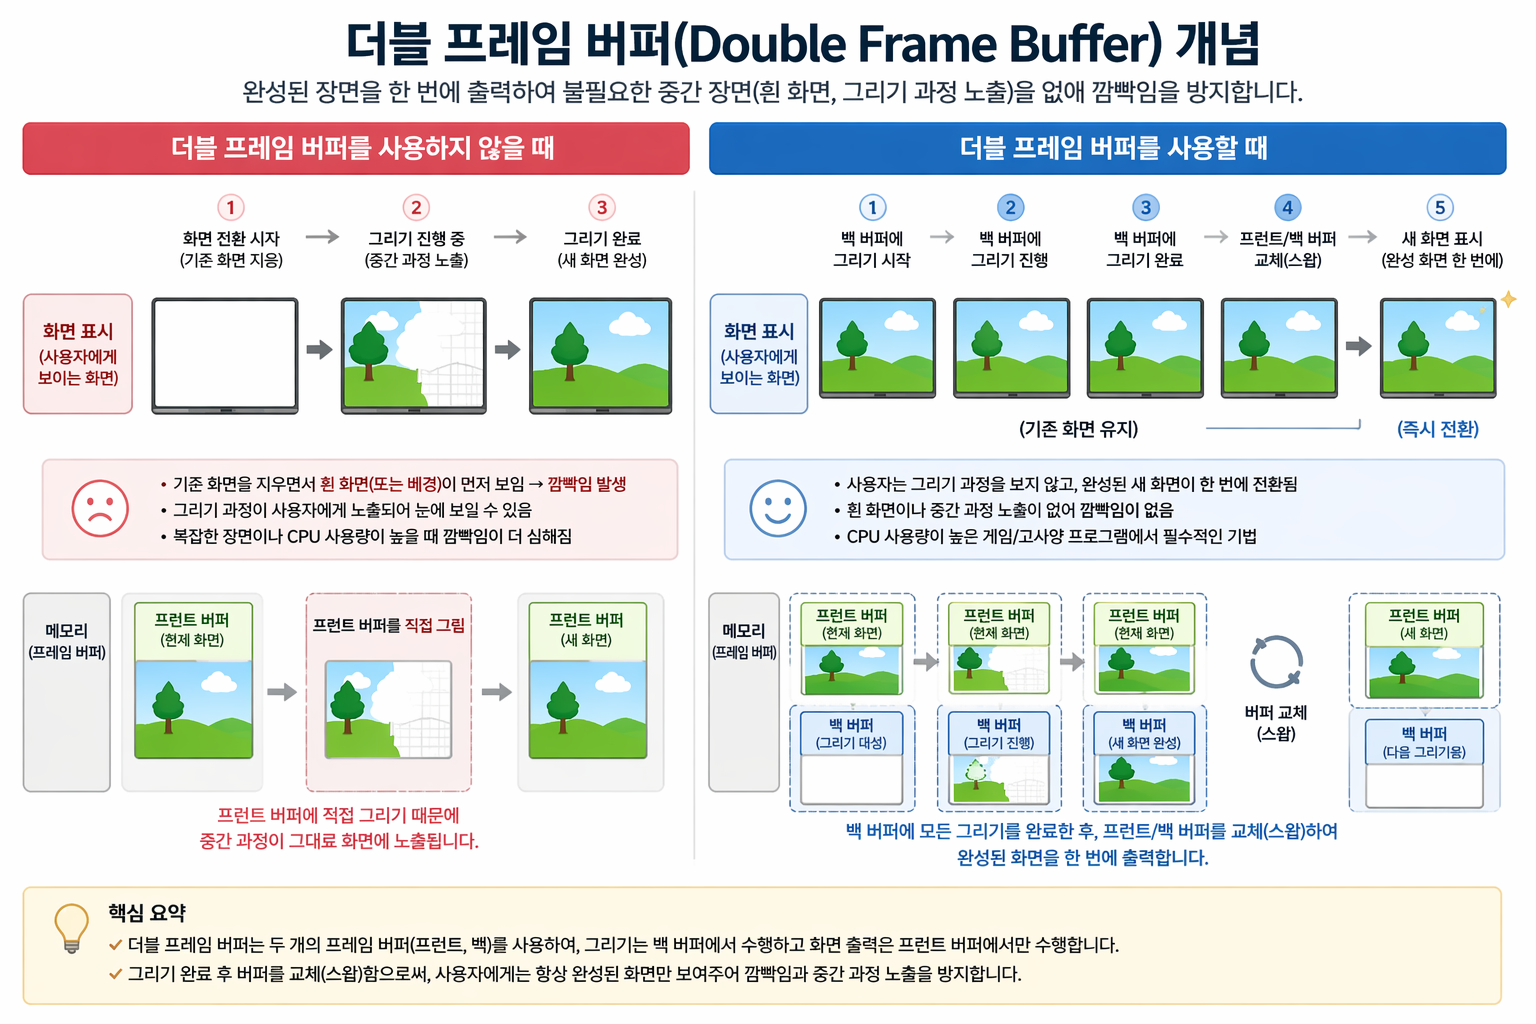 더블 프레임 버퍼(Double Frame Buffer) 개념
완성된 장면을 한 번에 출력하여 불필요한 중간 장면(흰 화면, 그리기 과정 노출)을 없애 깜빡임을 방지합니다.
더블 프레임 버퍼를 사용하지 않을 때
1
화면 전환 시자
(기존 화면 지응)
2
그리기 진행 중
(중간 과정 노출)
3
그리기 완료
(새 화면 완성)
화면 표시
(사용자에게
보이는 화면)
• 기준 화면을 지우면서 흰 화면(또는 베경)이 먼저 보임 → 깜빡임 발생
• 그리기 과정이 사용자에게 노출되어 눈에 보일 수 있음
• 복잡한 장면이나 CPU 사용량이 높을 때 깜빡임이 더 심해짐
메모리
(프레임 버퍼)
프런트 버퍼
(현제 화면)
프런트 버퍼를 직접 그림
프런트 버퍼
(새 화면)
프런트 버퍼에 직접 그리기 때문에
중간 과정이 그대로 화면에 노출됩니다.
더블 프레임 버퍼를 사용할 때
1
백 버퍼에
그리기 시작
2
백 버퍼에
그리기 진행
3
백 버퍼에
그리기 완료
4
프런트/백 버퍼
교체(스왑)
5
새 화면 표시
(완성 화면 한 번에)
화면 표시
(사용자에게
보이는 화면)
(기존 화면 유지)
(즉시 전환)
• 사용자는 그리기 과정을 보지 않고, 완성된 새 화면이 한 번에 전환됨
• 흰 화면이나 중간 과정 노출이 없어 깜빡임이 없음
• CPU 사용량이 높은 게임/고사양 프로그램에서 필수적인 기법
메모리
(프레임 버퍼)
프런트 버퍼
(현제 화면)
프런트 버퍼
(현제 화면)
프런트 버퍼
(현재 화면)
백 버퍼
(그리기 대성)
백 버퍼
(그리기 진행)
백 버퍼
(새 화면 완성)
버퍼 교체
(스왑)
프런트 버퍼
(새 화면)
백 버퍼
(다음 그리기용)
백 버퍼에 모든 그리기를 완료한 후, 프런트/백 버퍼를 교체(스왑)하여
완성된 화면을 한 번에 출력합니다.
핵심 요약
✓ 더블 프레임 버퍼는 두 개의 프레임 버퍼(프런트, 백)를 사용하여, 그리기는 백 버퍼에서 수행하고 화면 출력은 프런트 버퍼에서만 수행합니다.
✓ 그리기 완료 후 버퍼를 교체(스왑)함으로써, 사용자에게는 항상 완성된 화면만 보여주어 깜빡임과 중간 과정 노출을 방지합니다.